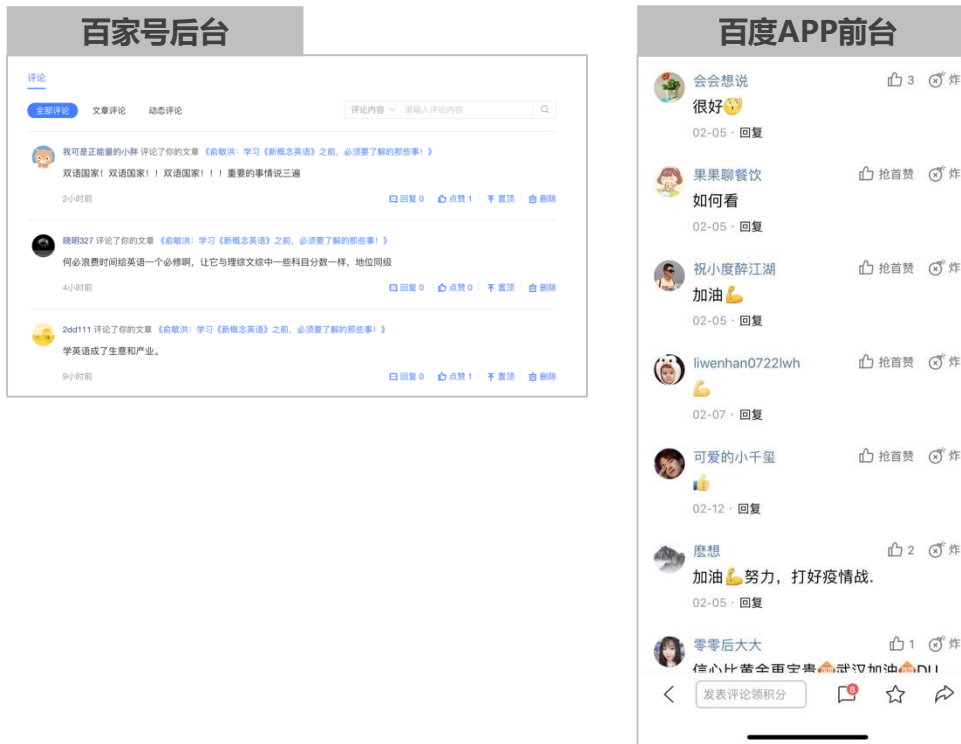 百家号后台
评论
全部评论 文章评论 动态评论 评论内容 请输入评论内容
我可是正能量的小胖 评论了你的文章 《俞敏洪：学习《新概念英语》之前，必须要了解的那些事！》
双语国家！双语国家！！双语国家！！！重要的事情说三遍
2小时前 回复 0 点赞 1 置顶 删除
晓明327 评论了你的文章 《俞敏洪：学习《新概念英语》之前，必须要了解的那些事！》
何必浪费时间给英语一个必修啊，让它与理综文综中一些科目分数一样，地位同级
4小时前 回复 0 点赞 0 置顶 删除
2dd111 评论了你的文章 《俞敏洪：学习《新概念英语》之前，必须要了解的那些事！》
学英语成了生意和产业。
9小时前 回复 0 点赞 1 置顶 删除
百度APP前台
会会想说 3 炸
很好
02-05 · 回复
果果聊餐饮 抢首赞 炸
如何看
02-05 · 回复
祝小度醉江湖 抢首赞 炸
加油💪
02-05 · 回复
liwenhan0722lwh 抢首赞 炸
💪
02-07 · 回复
可爱的小千玺 抢首赞 炸
👍
02-12 · 回复
麽想 2 炸
加油💪努力，打好疫情战.
02-05 · 回复
零零后大大 1 炸
信心比黄金更宝贵 武汉加油 DU
发表评论领积分 8